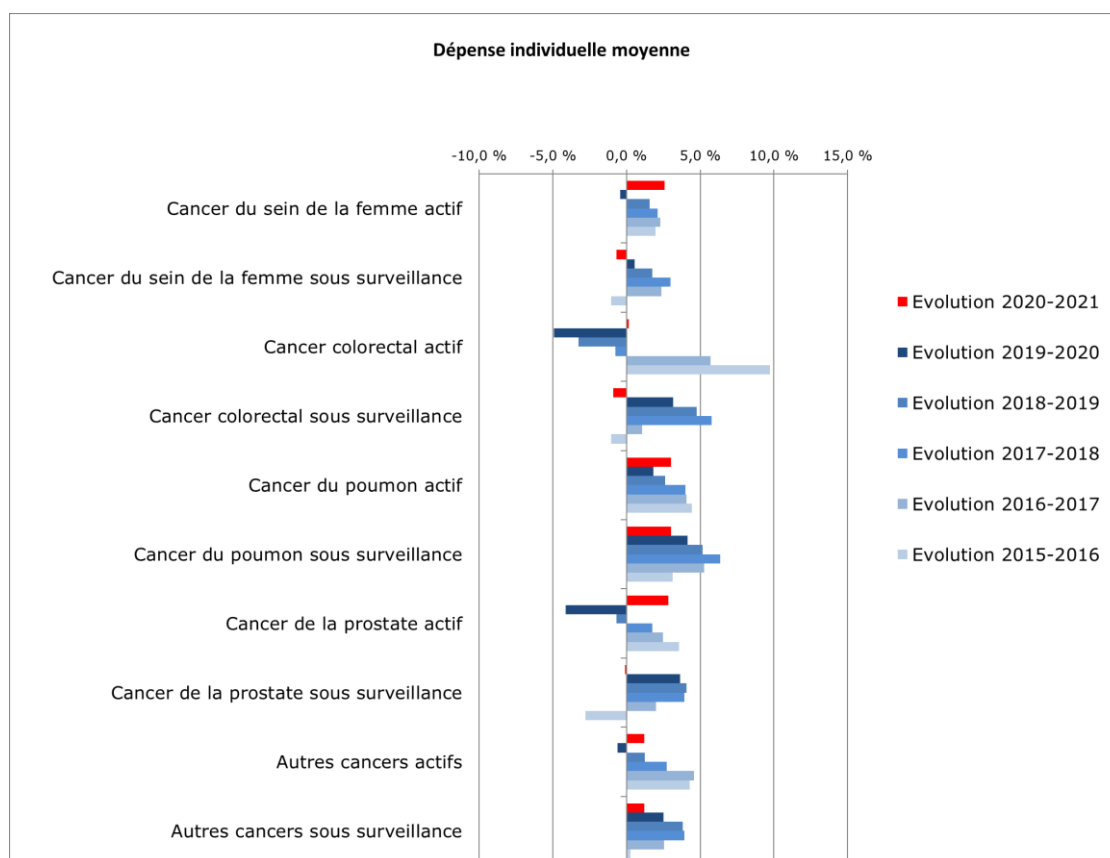 Dépense individuelle moyenne
-10,0 % -5,0 % 0,0 % 5,0 % 10,0 % 15,0 %
Cancer du sein de la femme actif
Cancer du sein de la femme sous surveillance
Cancer colorectal actif
Cancer colorectal sous surveillance
Cancer du poumon actif
Cancer du poumon sous surveillance
Cancer de la prostate actif
Cancer de la prostate sous surveillance
Autres cancers actifs
Autres cancers sous surveillance
Evolution 2020-2021
Evolution 2019-2020
Evolution 2018-2019
Evolution 2017-2018
Evolution 2016-2017
Evolution 2015-2016